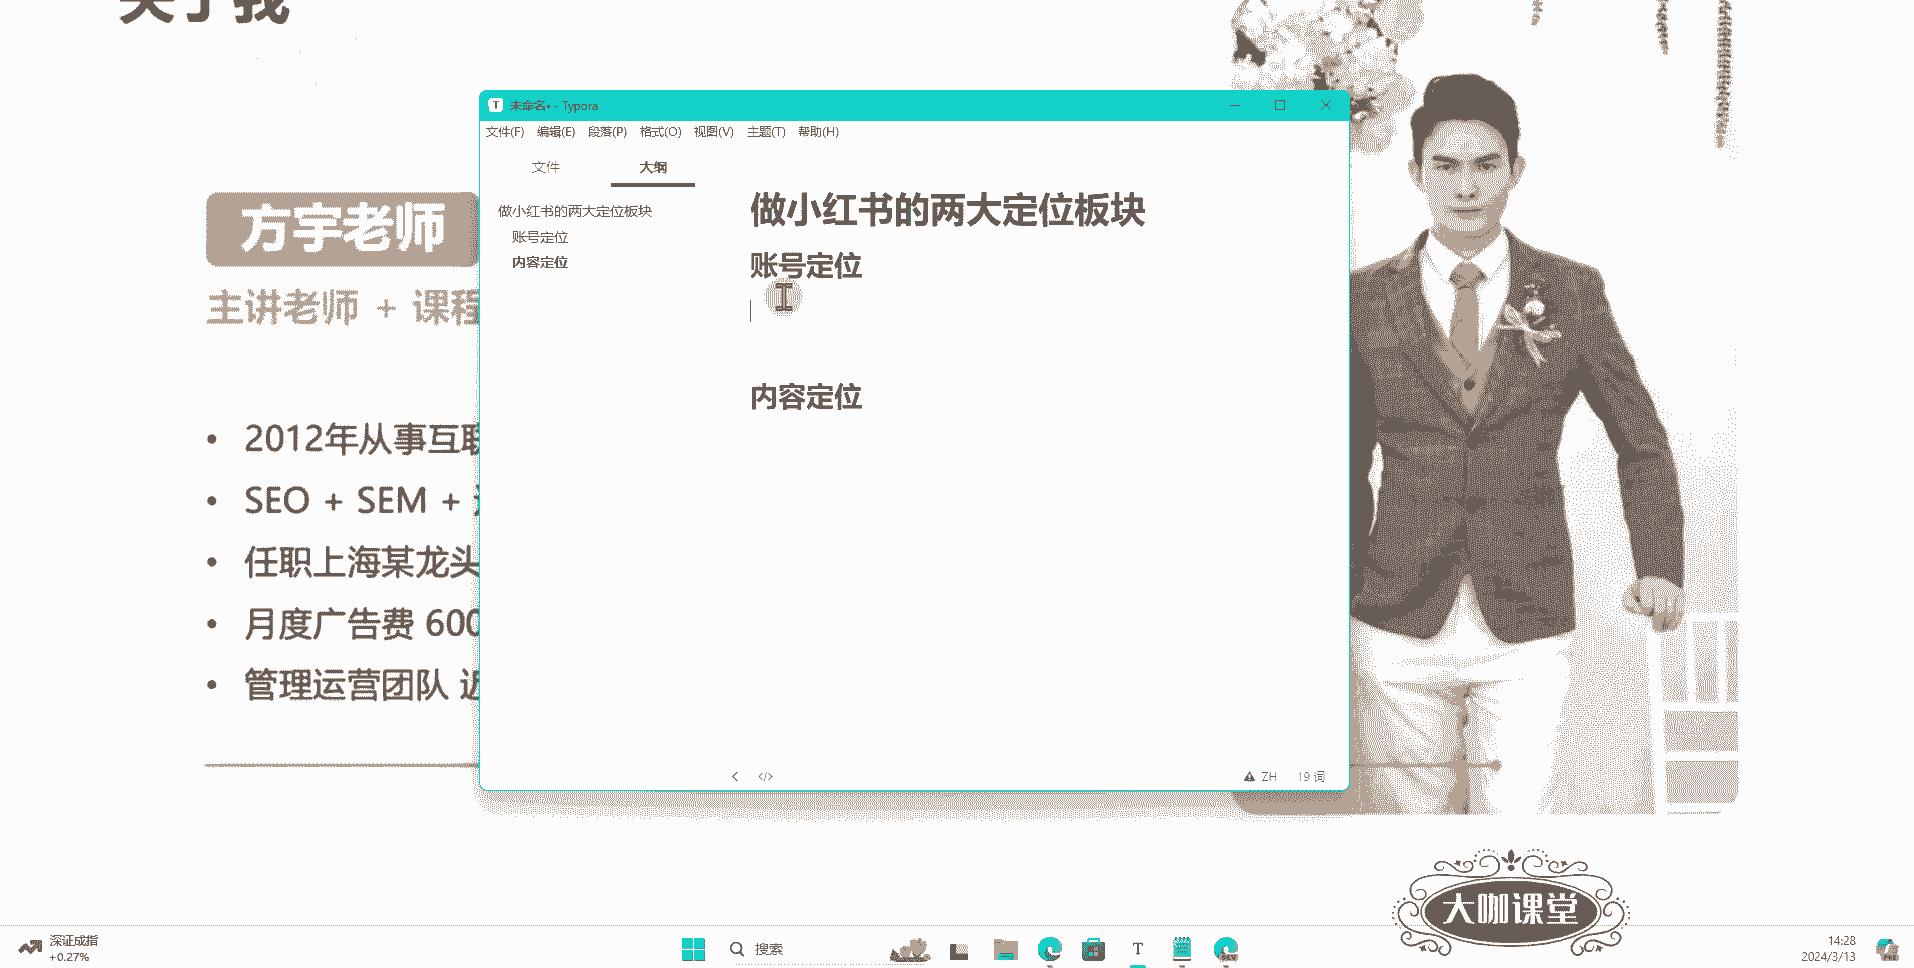 关于我
方宇老师
主讲老师 + 课程
2012年从事互联
SEO + SEM +
任职上海某龙头
月度广告费 600
管理运营团队 近
T 未命名• - Typora
文件(F) 编辑(E) 段落(P) 格式(O) 视图(V) 主题(T) 帮助(H)
文件 大纲
做小红书的两大定位板块
账号定位
内容定位
做小红书的两大定位板块
账号定位
内容定位
</> ZH 19 词
大咖课堂
深证成指
+0.27%
搜索
T
DEV
14:28
2024/3/13
PRE